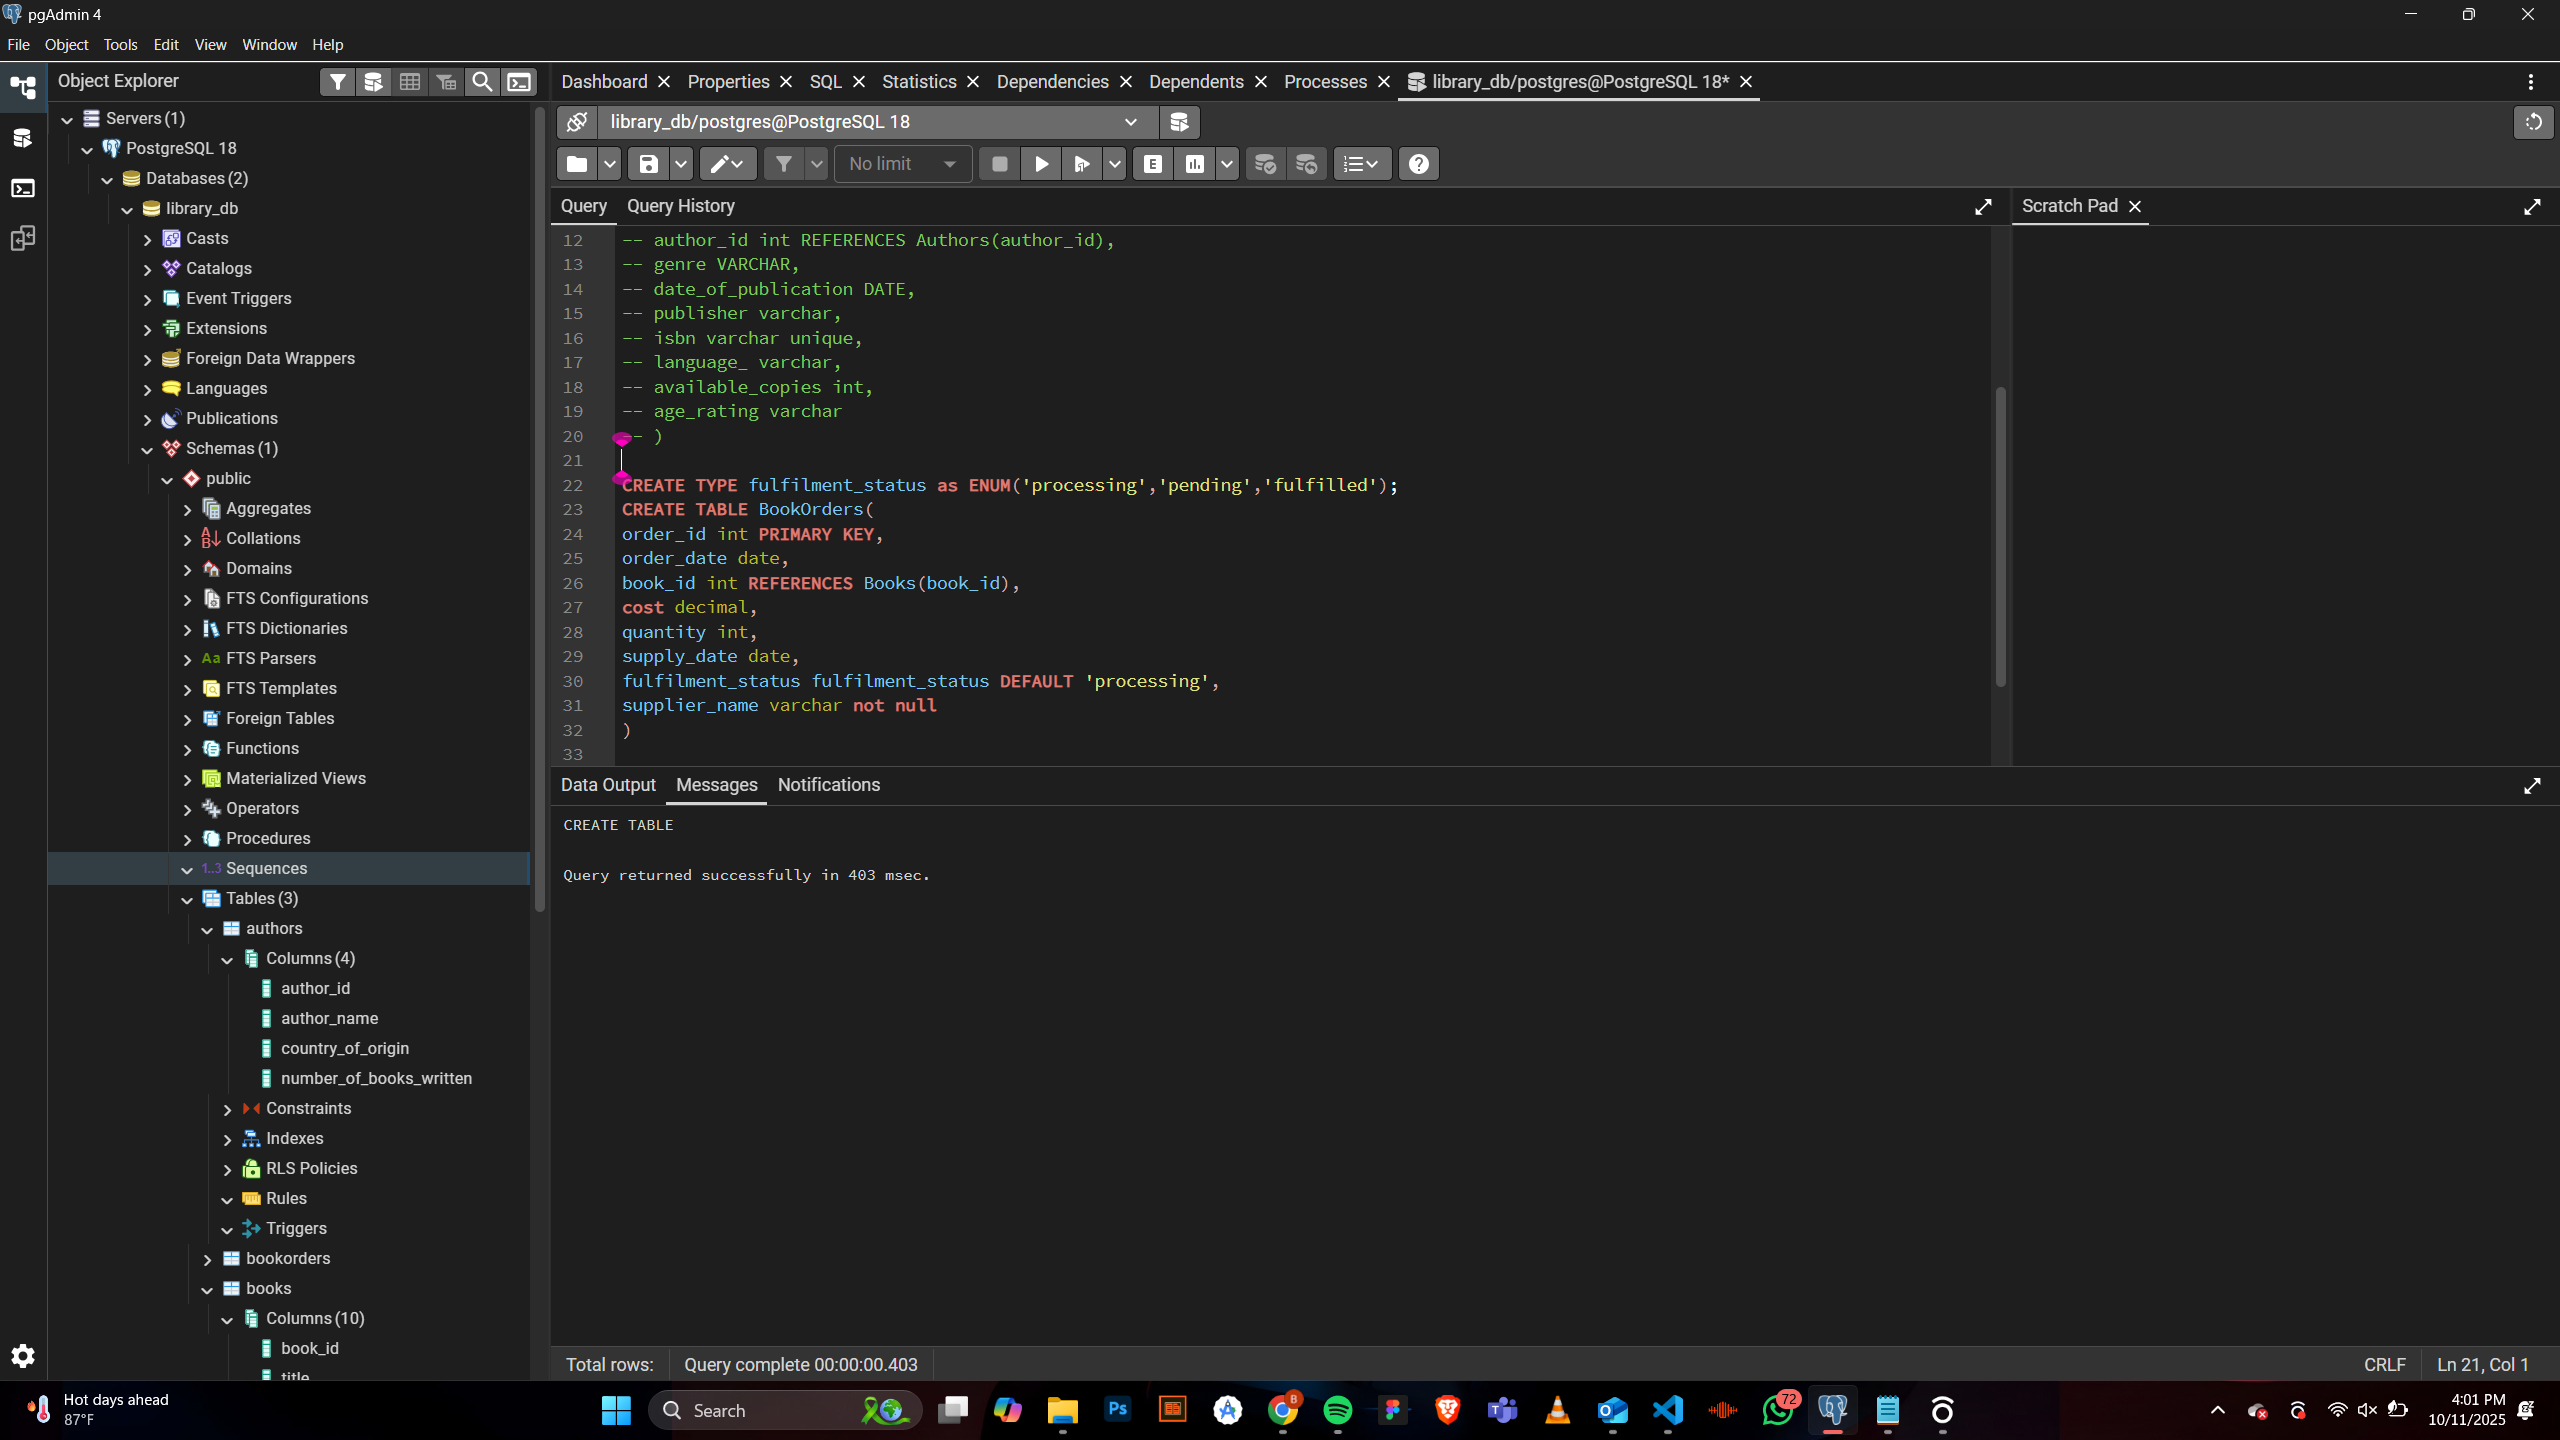 pgAdmin 4
File Object Tools Edit View Window Help
Object Explorer
Servers (1)
PostgreSQL 18
Databases (2)
library_db
Casts
Catalogs
Event Triggers
Extensions
Foreign Data Wrappers
Languages
Publications
Schemas (1)
public
Aggregates
Collations
Domains
FTS Configurations
FTS Dictionaries
Aa FTS Parsers
FTS Templates
Foreign Tables
Functions
Materialized Views
Operators
Procedures
1..3 Sequences
Tables (3)
authors
Columns (4)
author_id
author_name
country_of_origin
number_of_books_written
Constraints
Indexes
RLS Policies
Rules
Triggers
bookorders
books
Columns (10)
book_id
title
Dashboard Properties SQL Statistics Dependencies Dependents Processes library_db/postgres@PostgreSQL 18*
library_db/postgres@PostgreSQL 18
No limit E
Query Query History
12 -- author_id int REFERENCES Authors(author_id),
13 -- genre VARCHAR,
14 -- date_of_publication DATE,
15 -- publisher varchar,
16 -- isbn varchar unique,
17 -- language_ varchar,
18 -- available_copies int,
19 -- age_rating varchar
20 -- )
21
22 CREATE TYPE fulfilment_status as ENUM('processing','pending','fulfilled');
23 CREATE TABLE BookOrders(
24 order_id int PRIMARY KEY,
25 order_date date,
26 book_id int REFERENCES Books(book_id),
27 cost decimal,
28 quantity int,
29 supply_date date,
30 fulfilment_status fulfilment_status DEFAULT 'processing',
31 supplier_name varchar not null
32 )
33
Scratch Pad
Data Output Messages Notifications
CREATE TABLE
Query returned successfully in 403 msec.
Total rows: Query complete 00:00:00.403 CRLF Ln 21, Col 1
Hot days ahead
87°F
Search
Ps
B
72
4:01 PM
10/11/2025